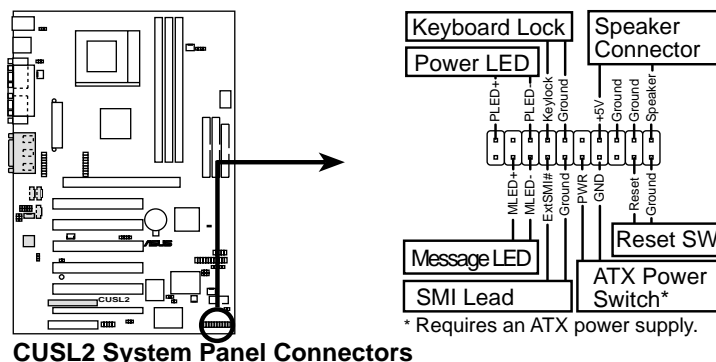 Keyboard Lock
Speaker
Connector
Power LED
PLED+
PLED-
Keylock
Ground
+5V
Ground
Ground
Speaker
MLED+
MLED-
ExtSMI#
Ground
PWR
GND
Reset
Ground
Reset SW
Message LED
ATX Power
Switch*
SMI Lead
* Requires an ATX power supply.
/ISUS
CUSL2
CUSL2 System Panel Connectors